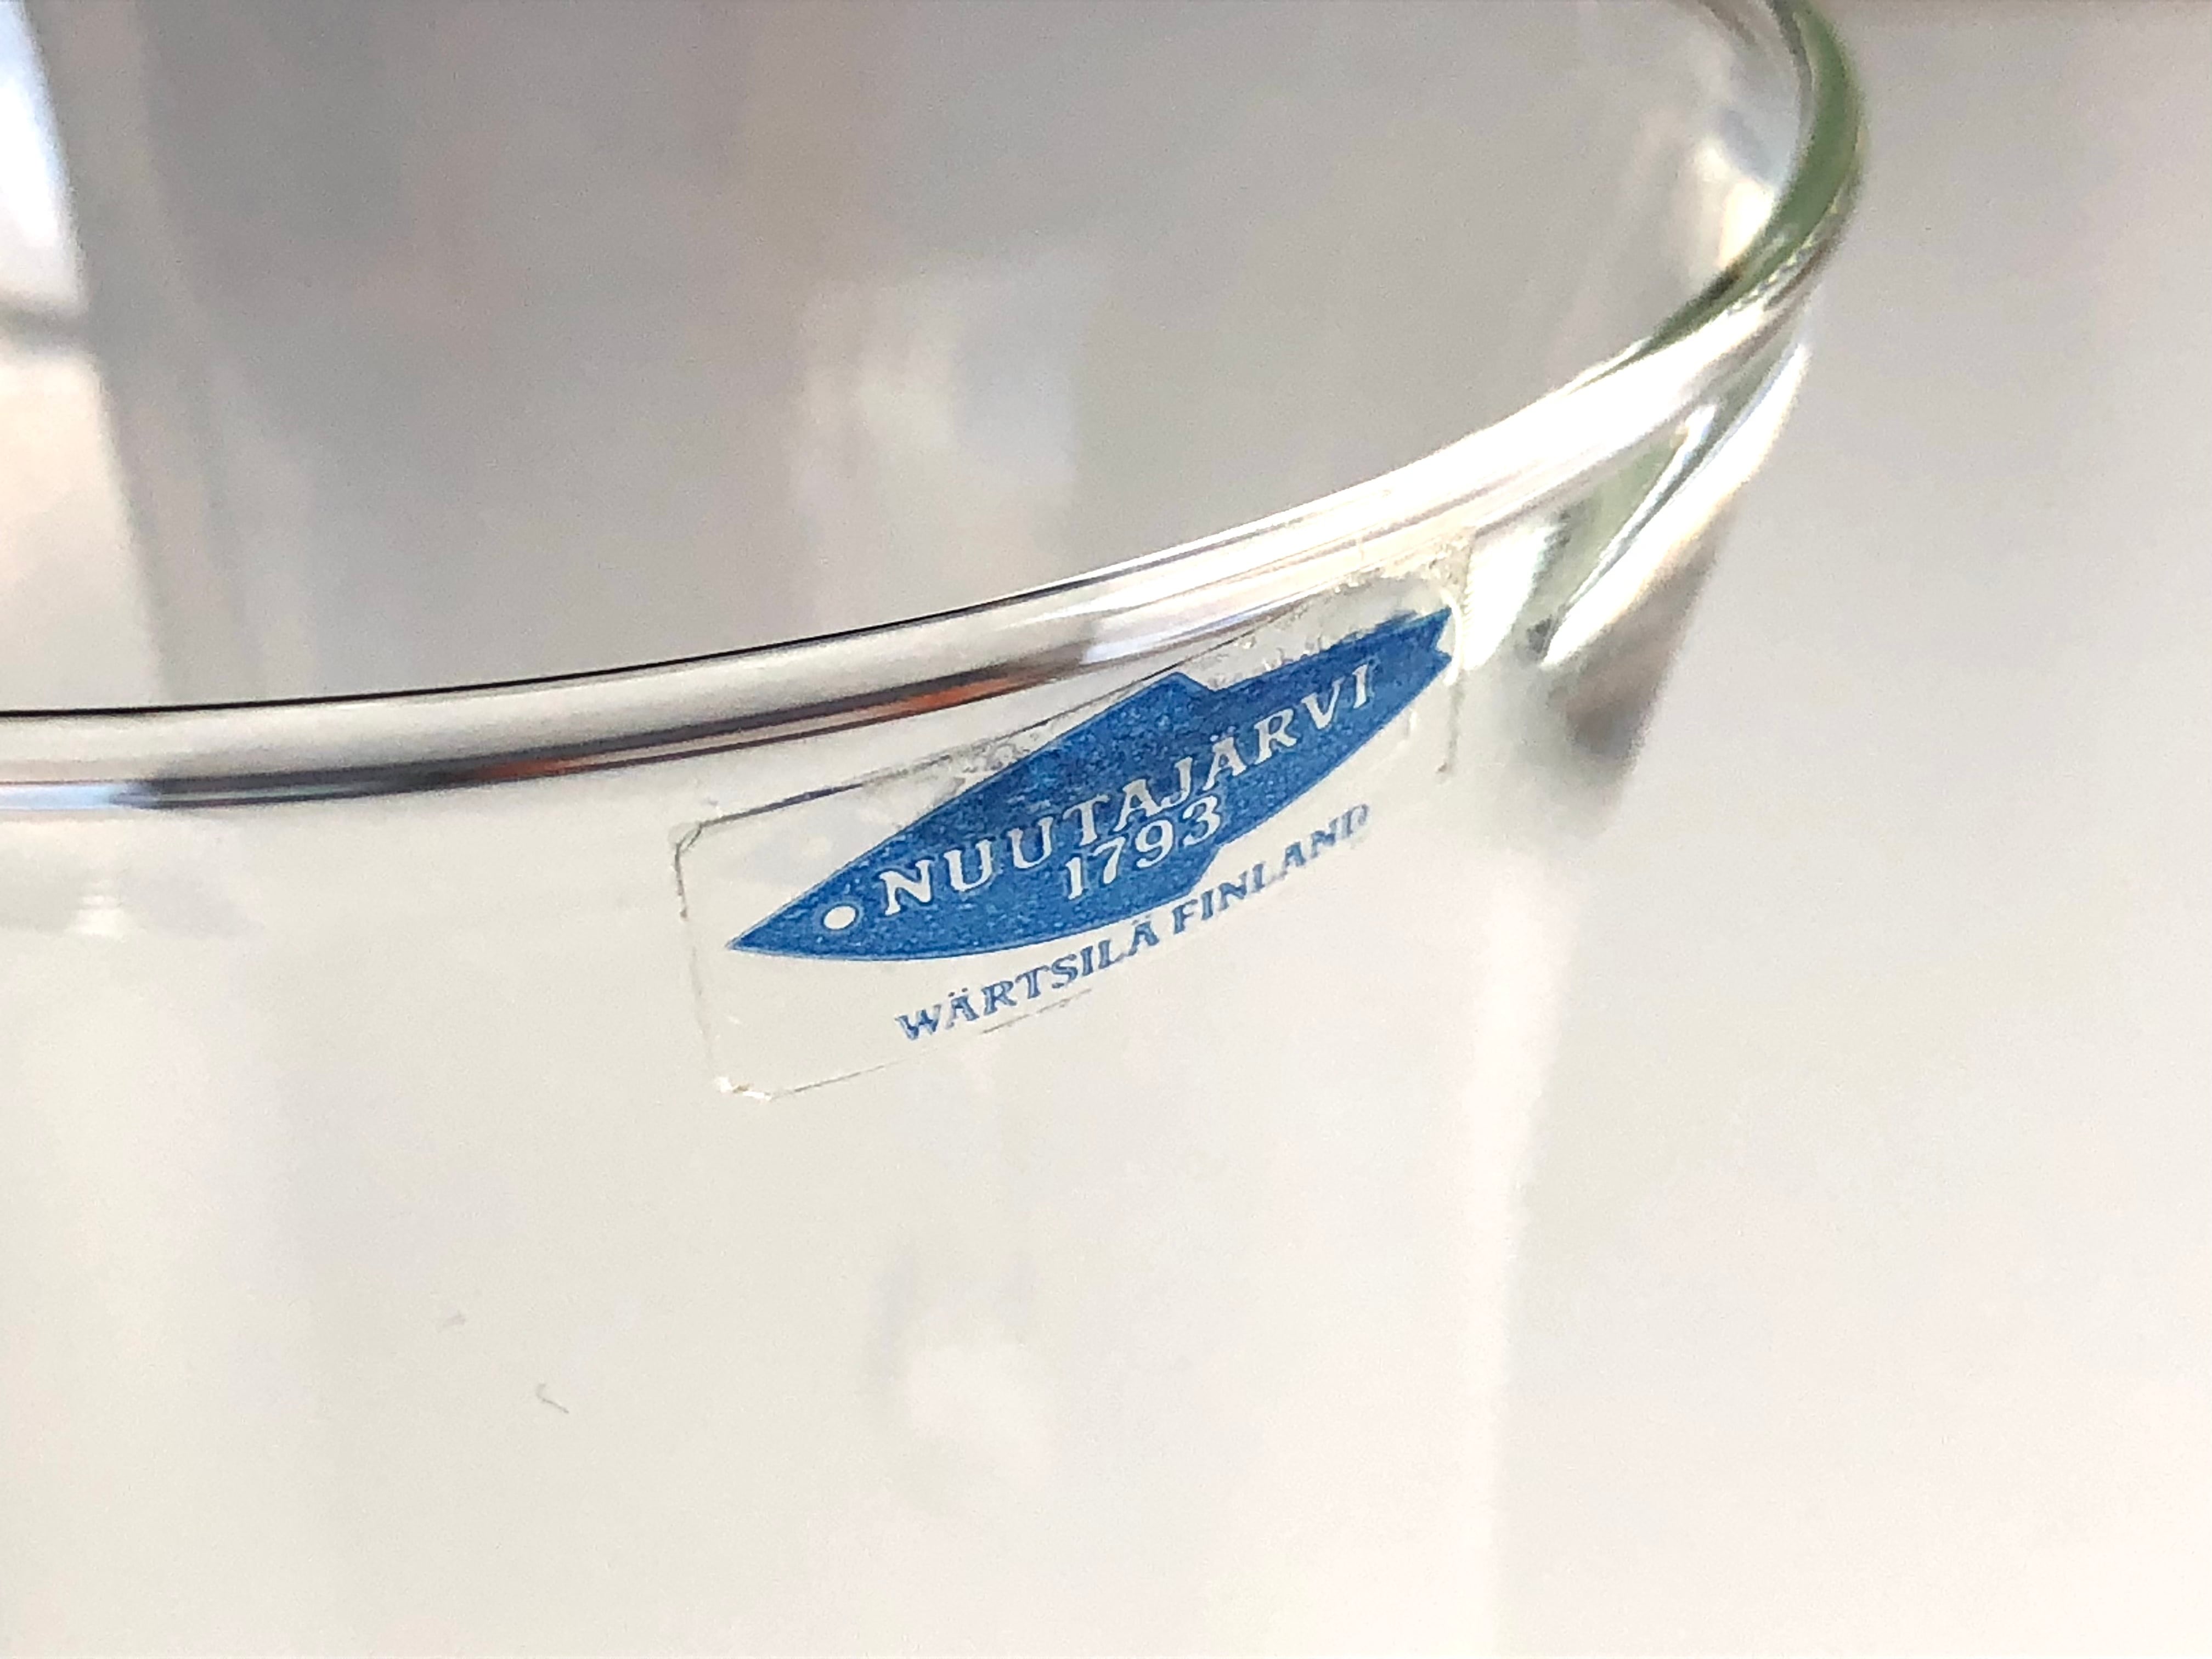 NUUTAJÄRVI
1793
WÄRTSILÄ FINLAND